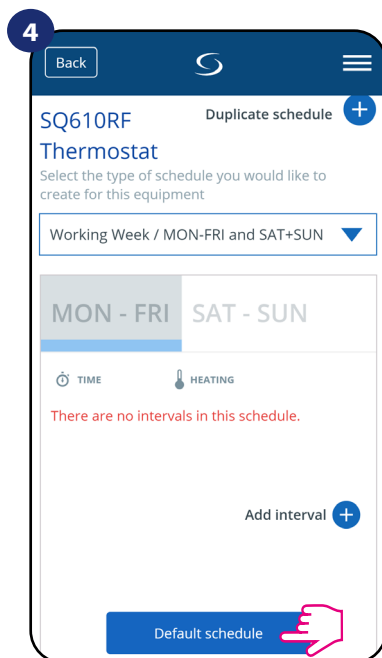 4
Back
SQ610RF
Thermostat
Duplicate schedule
Select the type of schedule you would like to
create for this equipment
Working Week / MON-FRI and SAT+SUN
MON - FRI
SAT - SUN
TIME
HEATING
There are no intervals in this schedule.
Add interval
Default schedule